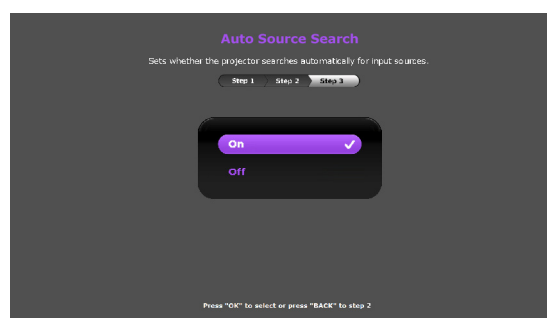 Auto Source Search
Sets whether the projector searches automatically for input sources.
Step 1 Step 2 Step 3
On
Off
Press "OK" to select or press "BACK" to step 2